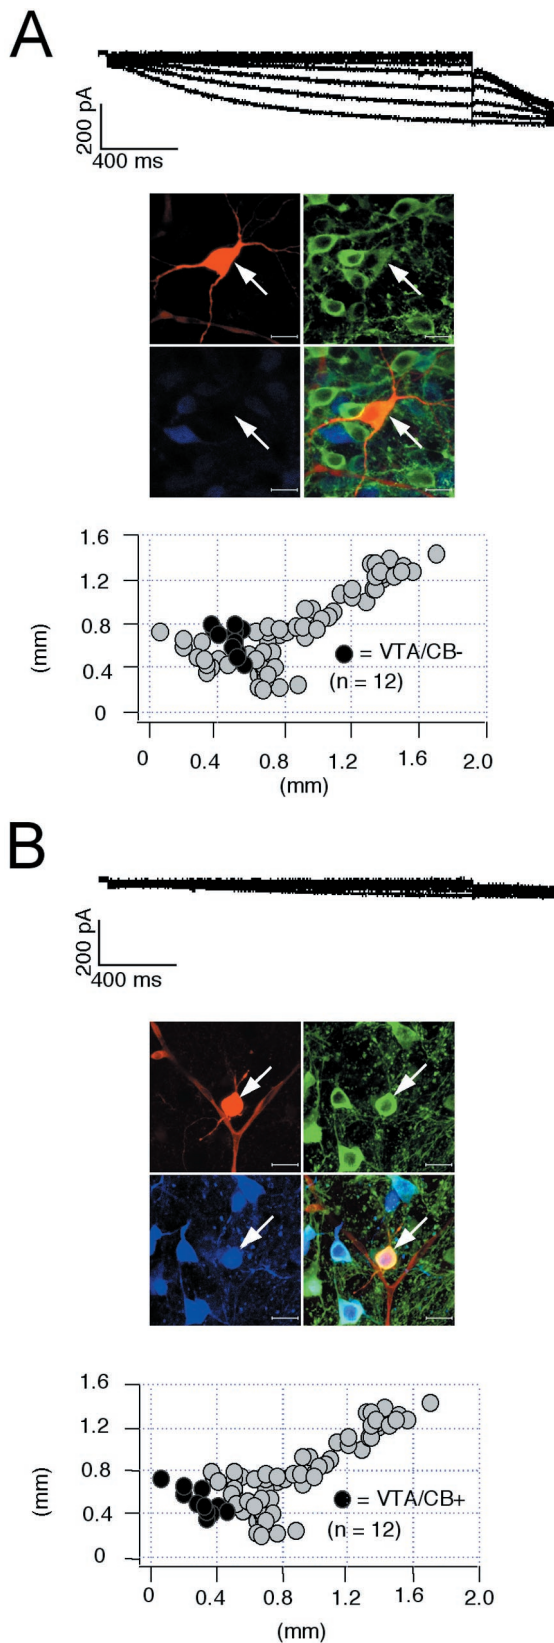 A
200 pA
400 ms
1.6
1.2
0.8
0.4
0
(mm)
= VTA/CB-
(n = 12)
0 0.4 0.8 1.2 1.6 2.0
(mm)
B
200 pA
400 ms
1.6
1.2
0.8
0.4
0
(mm)
= VTA/CB+
(n = 12)
0 0.4 0.8 1.2 1.6 2.0
(mm)